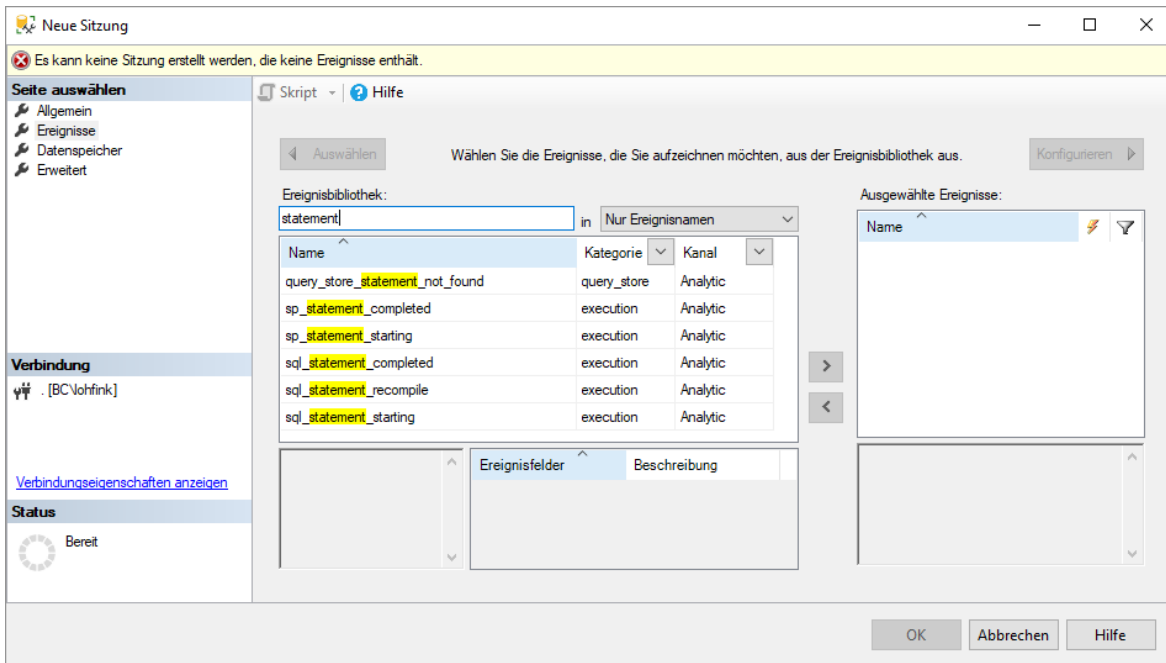 Neue Sitzung
Es kann keine Sitzung erstellt werden, die keine Ereignisse enthält.
Seite auswählen
Allgemein
Ereignisse
Datenspeicher
Erweitert
Verbindung
. [BC\lohfink]
Verbindungseigenschaften anzeigen
Status
Bereit
Skript
Hilfe
Auswählen
Wählen Sie die Ereignisse, die Sie aufzeichnen möchten, aus der Ereignisbibliothek aus.
Konfigurieren
Ereignisbibliothek:
statement in Nur Ereignisnamen
Name Kategorie Kanal
query_store_statement_not_found query_store Analytic
sp_statement_completed execution Analytic
sp_statement_starting execution Analytic
sql_statement_completed execution Analytic
sql_statement_recompile execution Analytic
sql_statement_starting execution Analytic
Ereignisfelder Beschreibung
>
<
Ausgewählte Ereignisse:
Name
OK Abbrechen Hilfe